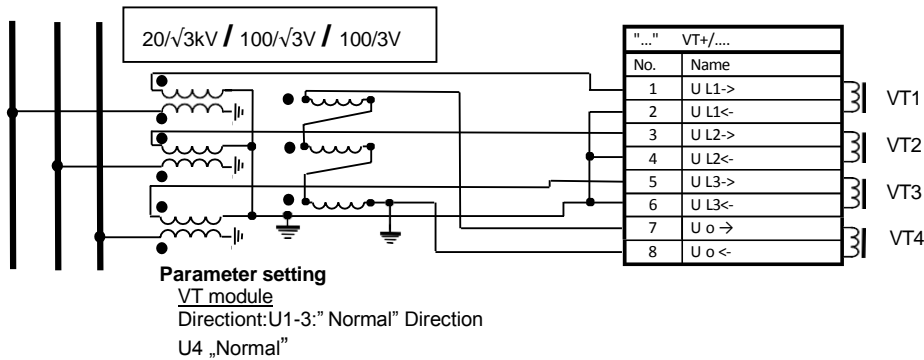 20/√3kV / 100/√3V / 100/3V
"..." VT+/....
No. Name
1 U L1->
2 U L1<-
3 U L2->
4 U L2<-
5 U L3->
6 U L3<-
7 U o →
8 U o <-
VT1
VT2
VT3
VT4
Parameter setting
VT module
Directiont:U1-3:” Normal” Direction
U4 „Normal”